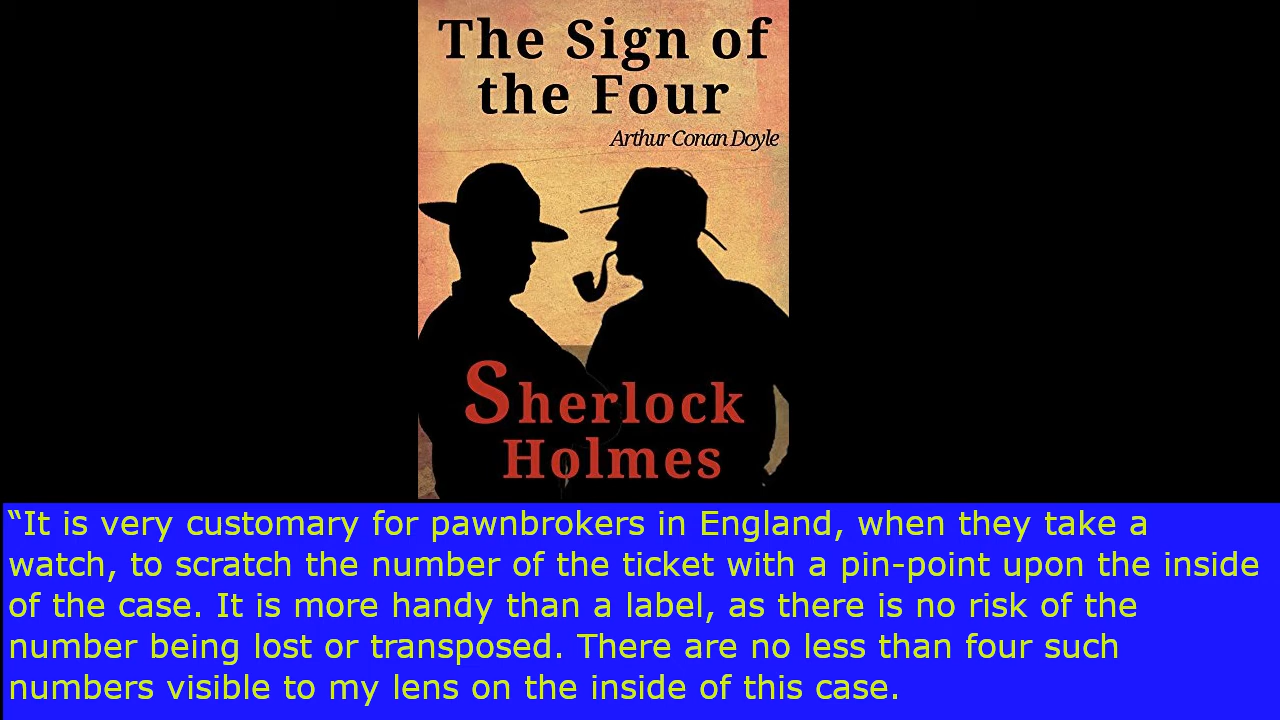 The Sign of
the Four
Arthur Conan Doyle
Sherlock
Holmes
“It is very customary for pawnbrokers in England, when they take a
watch, to scratch the number of the ticket with a pin-point upon the inside
of the case. It is more handy than a label, as there is no risk of the
number being lost or transposed. There are no less than four such
numbers visible to my lens on the inside of this case.